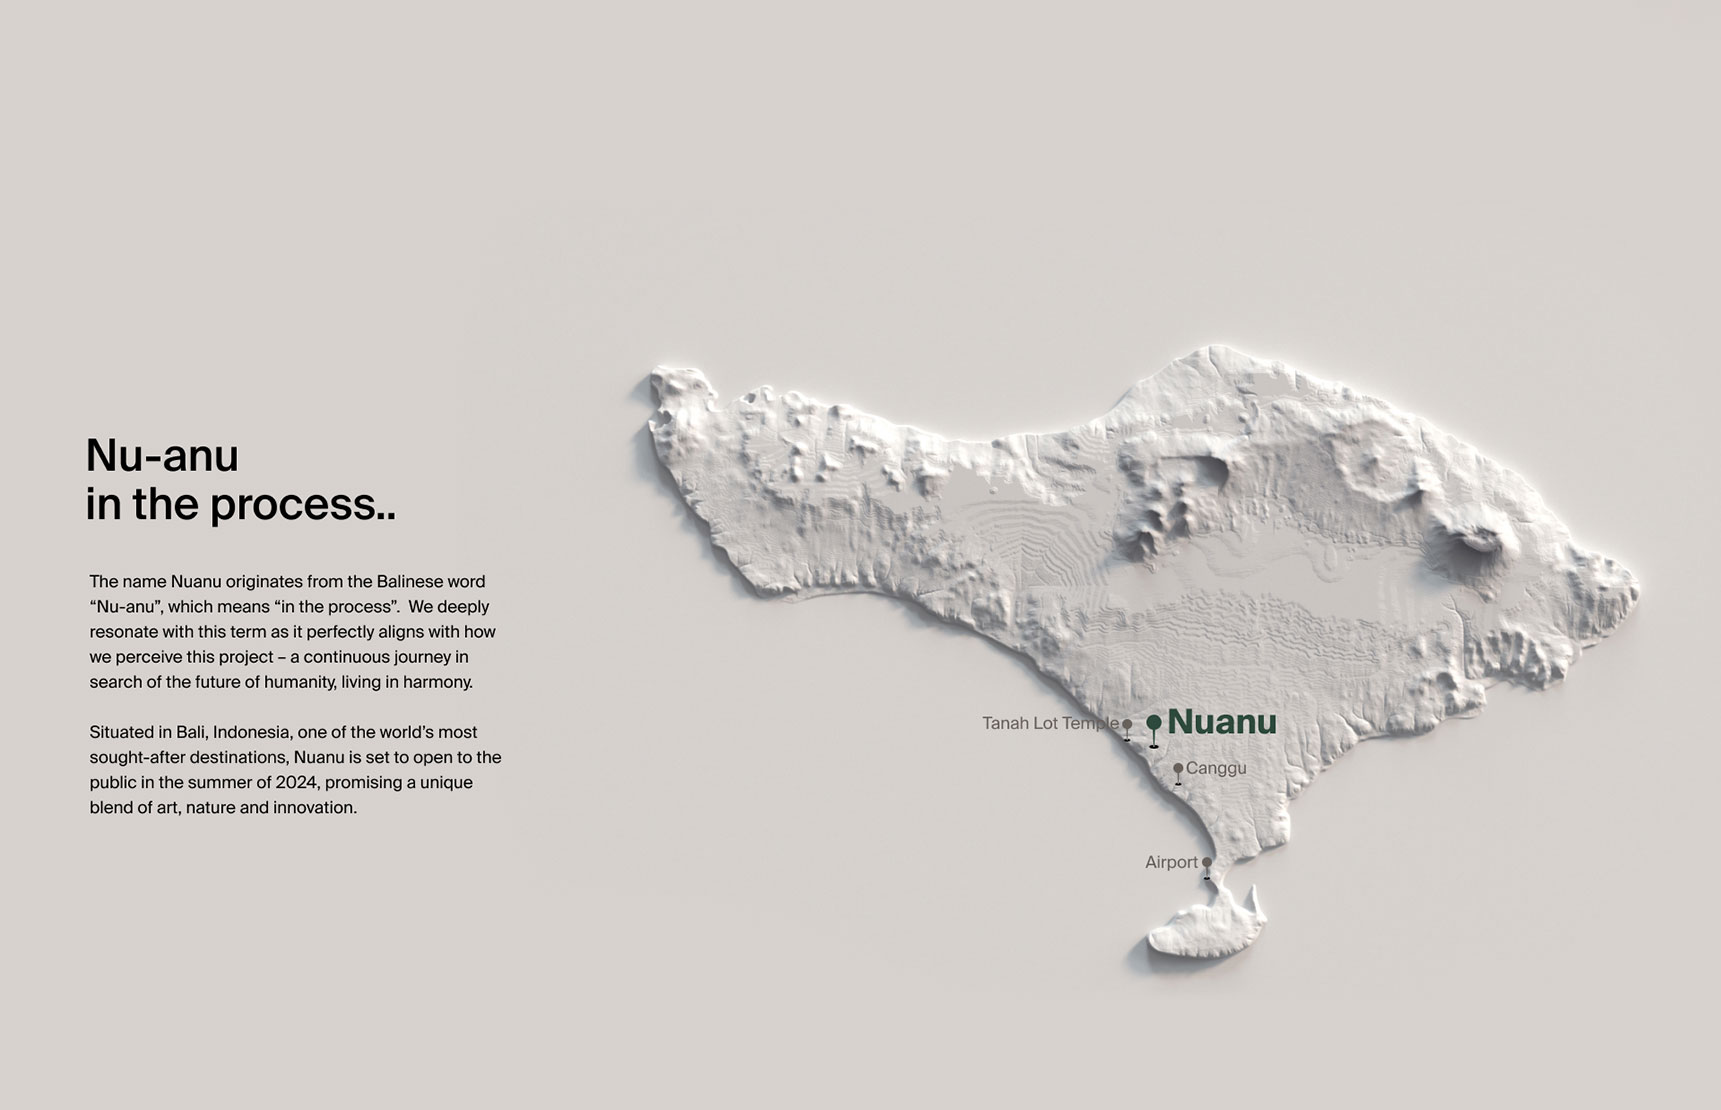 Nu-anu
in the process..
The name Nuanu originates from the Balinese word
“Nu-anu”, which means “in the process”.  We deeply
resonate with this term as it perfectly aligns with how
we perceive this project – a continuous journey in
search of the future of humanity, living in harmony.
Situated in Bali, Indonesia, one of the world’s most
sought-after destinations, Nuanu is set to open to the
public in the summer of 2024, promising a unique
blend of art, nature and innovation.
Tanah Lot Temple
Nuanu
Canggu
Airport